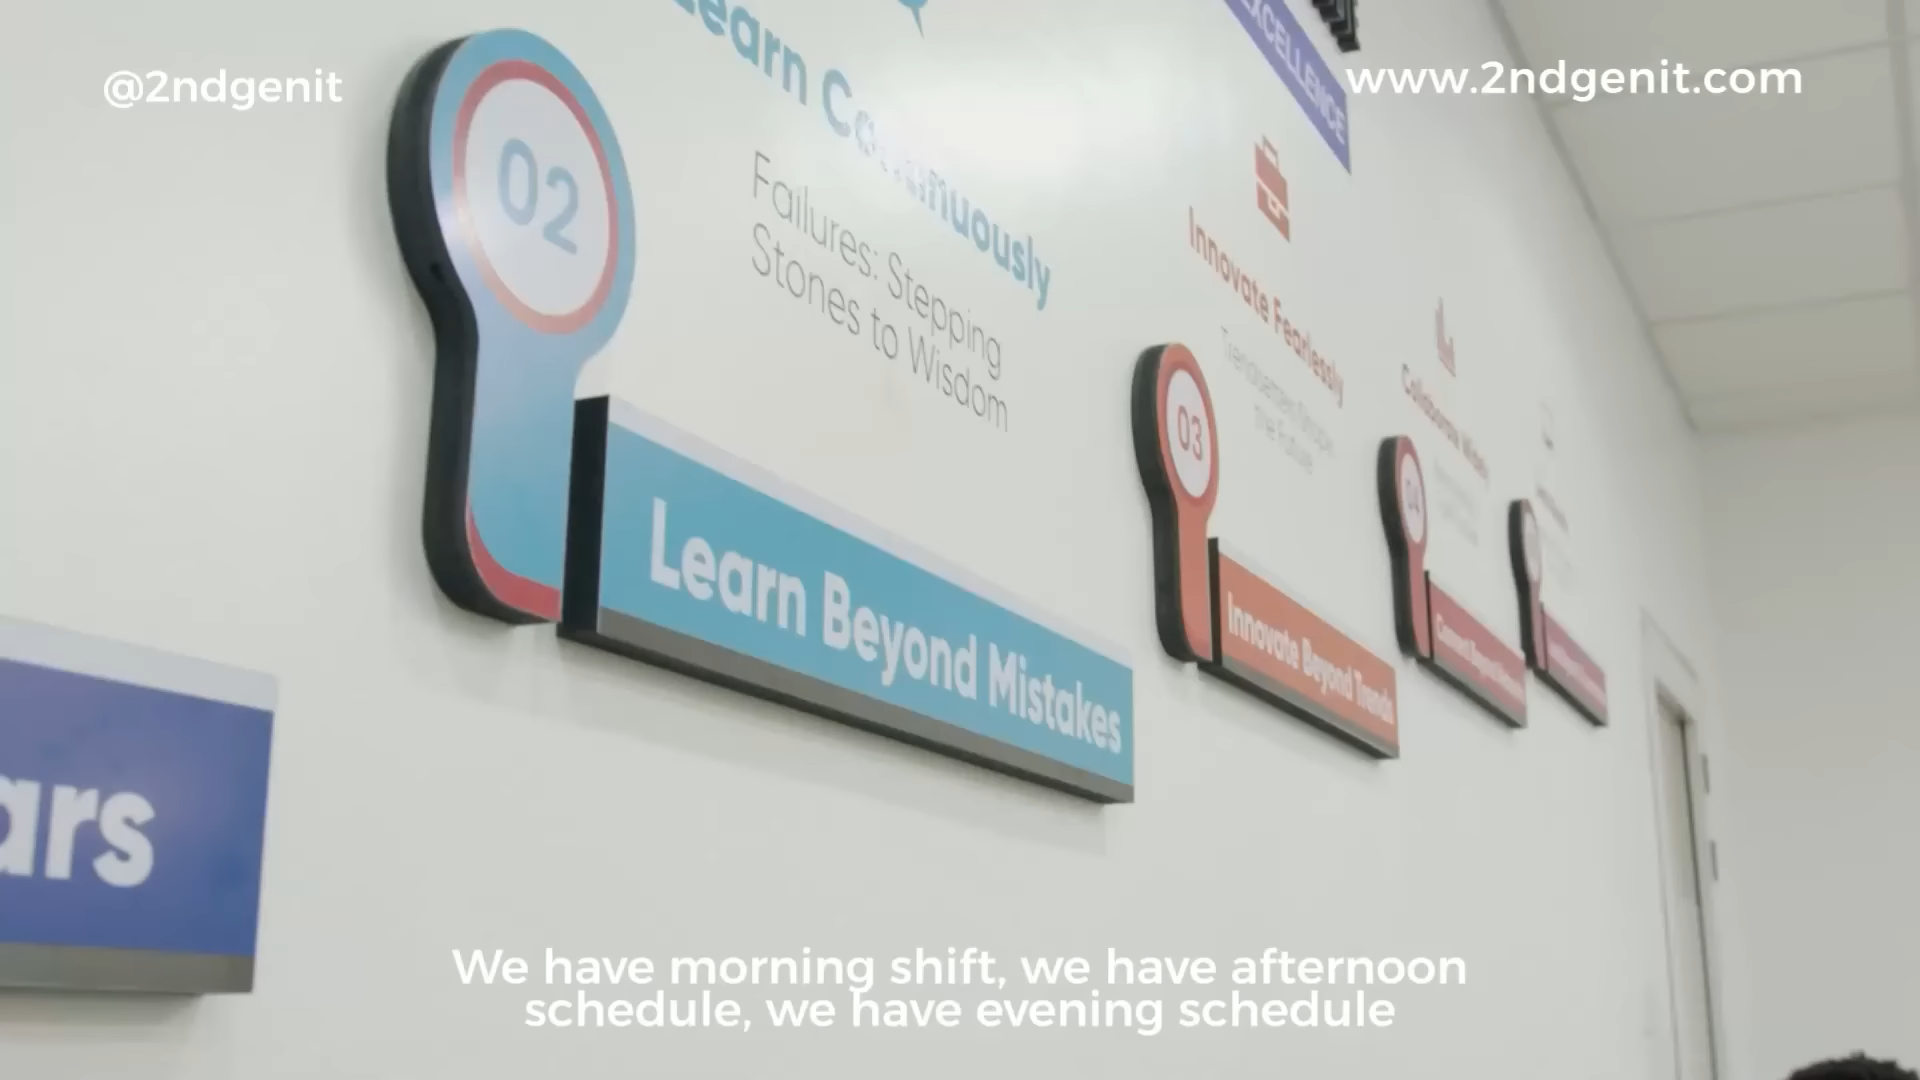 @2ndgenit
www.2ndgenit.com
EXCELLENCE
02
Learn Continuously
Failures: Stepping
Stones to Wisdom
Learn Beyond Mistakes
Innovate Fearlessly
03
Innovate Beyond Trends
04
ars
We have morning shift, we have afternoon
schedule, we have evening schedule